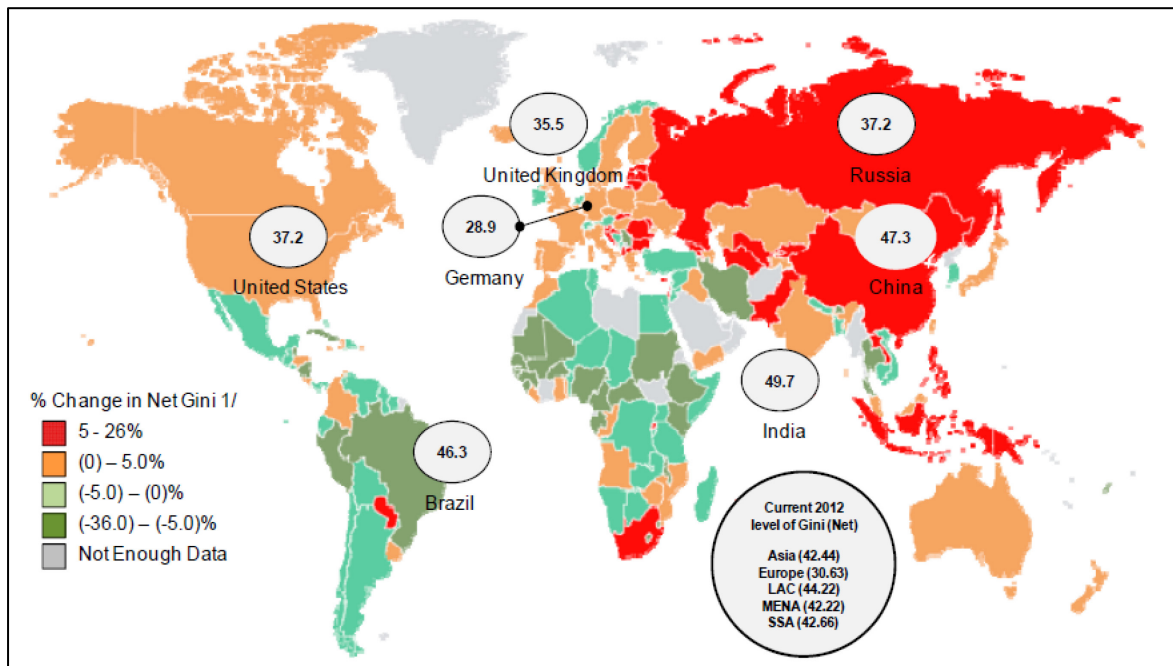 35.5
United Kingdom
37.2
Russia
37.2
United States
28.9
Germany
47.3
China
49.7
India
46.3
Brazil
% Change in Net Gini 1/
5 - 26%
(0) – 5.0%
(-5.0) – (0)%
(-36.0) – (-5.0)%
Not Enough Data
Current 2012
level of Gini (Net)
Asia (42.44)
Europe (30.63)
LAC (44.22)
MENA (42.22)
SSA (42.66)